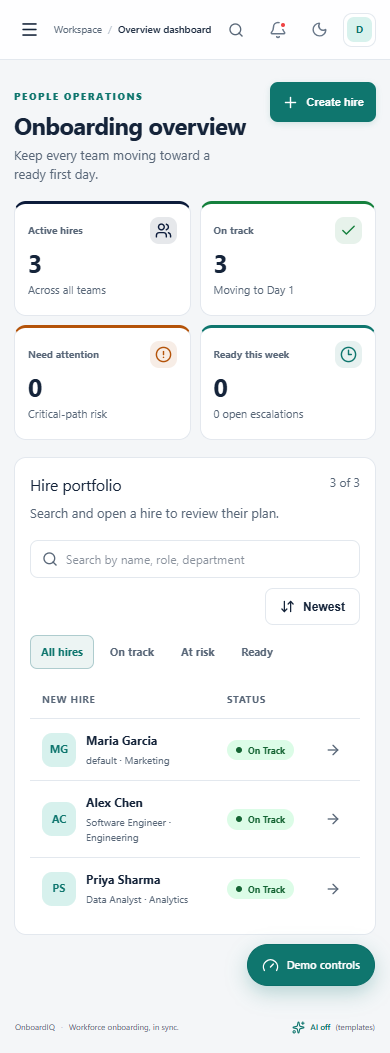 Workspace / Overview dashboard
D
PEOPLE OPERATIONS
Create hire
Onboarding overview
Keep every team moving toward a
ready first day.
Active hires
3
Across all teams
On track
3
Moving to Day 1
Need attention
0
Critical-path risk
Ready this week
0
0 open escalations
Hire portfolio
3 of 3
Search and open a hire to review their plan.
Search by name, role, department
Newest
All hires On track At risk Ready
NEW HIRE STATUS
MG
Maria Garcia
default · Marketing
On Track
AC
Alex Chen
Software Engineer ·
Engineering
On Track
PS
Priya Sharma
Data Analyst · Analytics
On Track
Demo controls
OnboardIQ · Workforce onboarding, in sync.
AI off (templates)